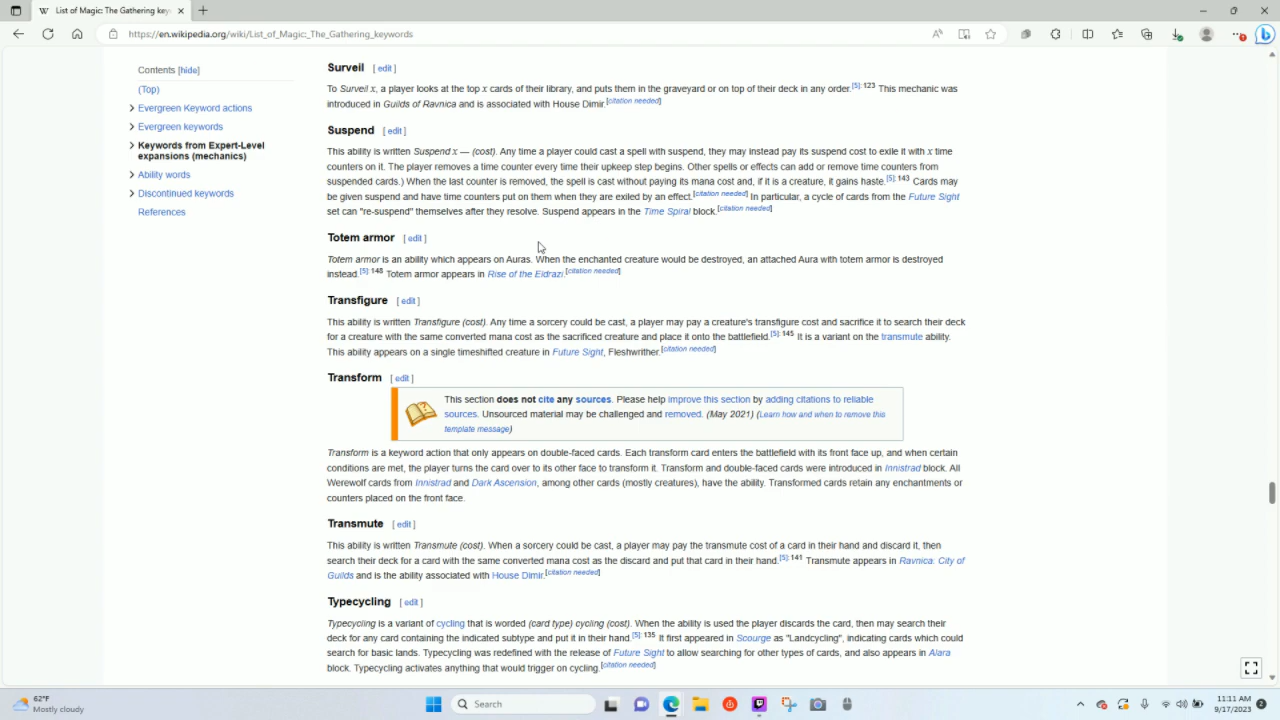 List of Magic: The Gathering key
https://en.wikipedia.org/wiki/List_of_Magic:_The_Gathering_keywords
Contents [hide]
(Top)
Evergreen Keyword actions
Evergreen keywords
Keywords from Expert-Level
expansions (mechanics)
Ability words
Discontinued keywords
References
Surveil [ edit ]
To Surveil x, a player looks at the top x cards of their library, and puts them in the graveyard or on top of their deck in any order.[5]: 123 This mechanic was
introduced in Guilds of Ravnica and is associated with House Dimir.[citation needed]
Suspend [ edit ]
This ability is written Suspend x — (cost). Any time a player could cast a spell with suspend, they may instead pay its suspend cost to exile it with x time
counters on it. The player removes a time counter every time their upkeep step begins. Other spells or effects can add or remove time counters from
suspended cards.) When the last counter is removed, the spell is cast without paying its mana cost and, if it is a creature, it gains haste.[5]: 143 Cards may
be given suspend and have time counters put on them when they are exiled by an effect.[citation needed] In particular, a cycle of cards from the Future Sight
set can "re-suspend" themselves after they resolve. Suspend appears in the Time Spiral block.[citation needed]
Totem armor [ edit ]
Totem armor is an ability which appears on Auras. When the enchanted creature would be destroyed, an attached Aura with totem armor is destroyed
instead.[5]: 148 Totem armor appears in Rise of the Eldrazi.[citation needed]
Transfigure [ edit ]
This ability is written Transfigure (cost). Any time a sorcery could be cast, a player may pay a creature's transfigure cost and sacrifice it to search their deck
for a creature with the same converted mana cost as the sacrificed creature and place it onto the battlefield.[5]: 145 It is a variant on the transmute ability.
This ability appears on a single timeshifted creature in Future Sight, Fleshwrither.[citation needed]
Transform [ edit ]
This section does not cite any sources. Please help improve this section by adding citations to reliable
sources. Unsourced material may be challenged and removed. (May 2021) (Learn how and when to remove this
template message)
Transform is a keyword action that only appears on double-faced cards. Each transform card enters the battlefield with its front face up, and when certain
conditions are met, the player turns the card over to its other face to transform it. Transform and double-faced cards were introduced in Innistrad block. All
Werewolf cards from Innistrad and Dark Ascension, among other cards (mostly creatures), have the ability. Transformed cards retain any enchantments or
counters placed on the front face.
Transmute [ edit ]
This ability is written Transmute (cost). When a sorcery could be cast, a player may pay the transmute cost of a card in their hand and discard it, then
search their deck for a card with the same converted mana cost as the discard and put that card in their hand.[5]: 141 Transmute appears in Ravnica: City of
Guilds and is the ability associated with House Dimir.[citation needed]
Typecycling [ edit ]
Typecycling is a variant of cycling that is worded (card type) cycling (cost). When the ability is used the player discards the card, then may search their
deck for any card containing the indicated subtype and put it in their hand.[5]: 135 It first appeared in Scourge as "Landcycling", indicating cards which could
search for basic lands. Typecycling was redefined with the release of Future Sight to allow searching for other types of cards, and also appears in Alara
block. Typecycling activates anything that would trigger on cycling.[citation needed]
62°F
Mostly cloudy
Search
11:11 AM
9/17/2023